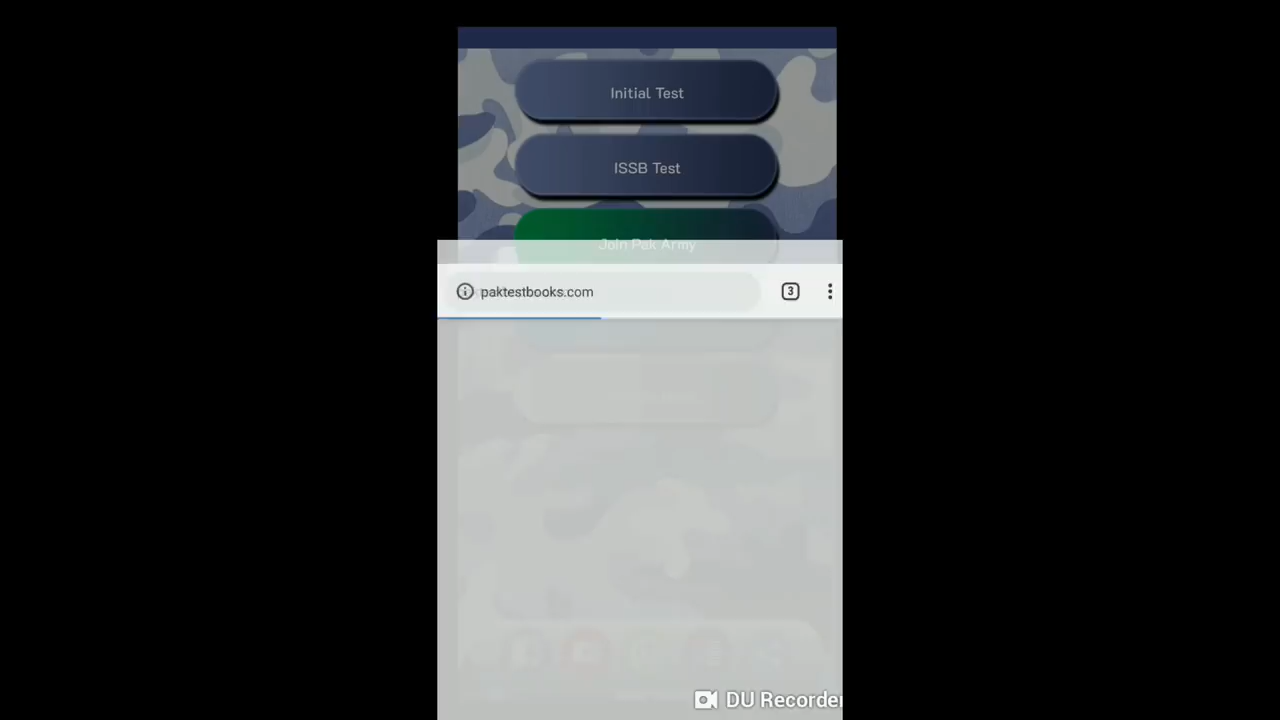 Initial Test
ISSB Test
Join Pak Army
paktestbooks.com
3
DU Recorder